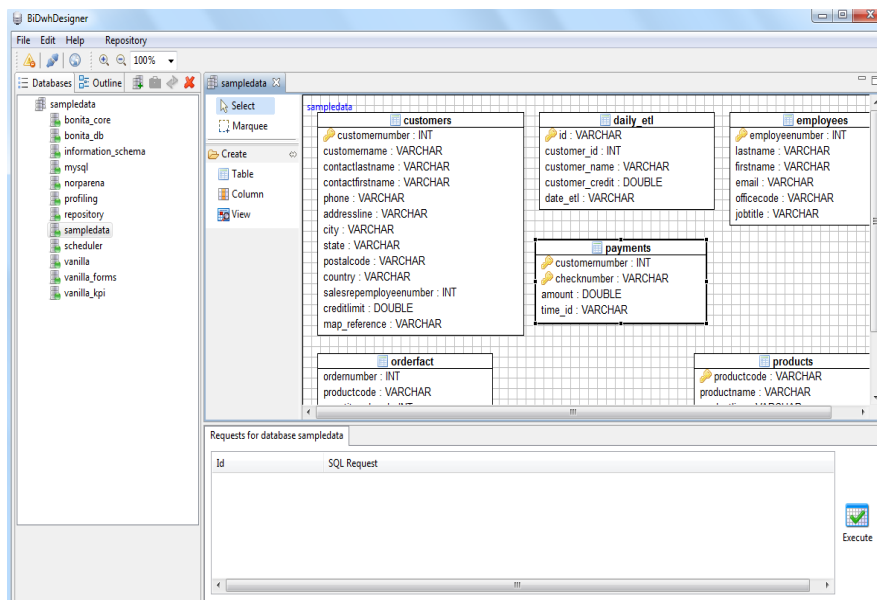 BiDwhDesigner
File Edit Help Repository
100%
Databases Outline
sampledata
bonita_core
bonita_db
information_schema
mysql
norparena
profiling
repository
sampledata
scheduler
vanilla
vanilla_forms
vanilla_kpi
sampledata
Select
Marquee
Create
Table
Column
View
sampledata
customers
customernumber : INT
customername : VARCHAR
contactlastname : VARCHAR
contactfirstname : VARCHAR
phone : VARCHAR
addressline : VARCHAR
city : VARCHAR
state : VARCHAR
postalcode : VARCHAR
country : VARCHAR
salesrepemployeenumber : INT
creditlimit : DOUBLE
map_reference : VARCHAR
daily_etl
id : VARCHAR
customer_id : INT
customer_name : VARCHAR
customer_credit : DOUBLE
date_etl : VARCHAR
employees
employeenumber : INT
lastname : VARCHAR
firstname : VARCHAR
email : VARCHAR
officecode : VARCHAR
jobtitle : VARCHAR
payments
customernumber : INT
checknumber : VARCHAR
amount : DOUBLE
time_id : VARCHAR
orderfact
ordernumber : INT
productcode : VARCHAR
products
productcode : VARCHAR
productname : VARCHAR
Requests for database sampledata
Id SQL Request
Execute